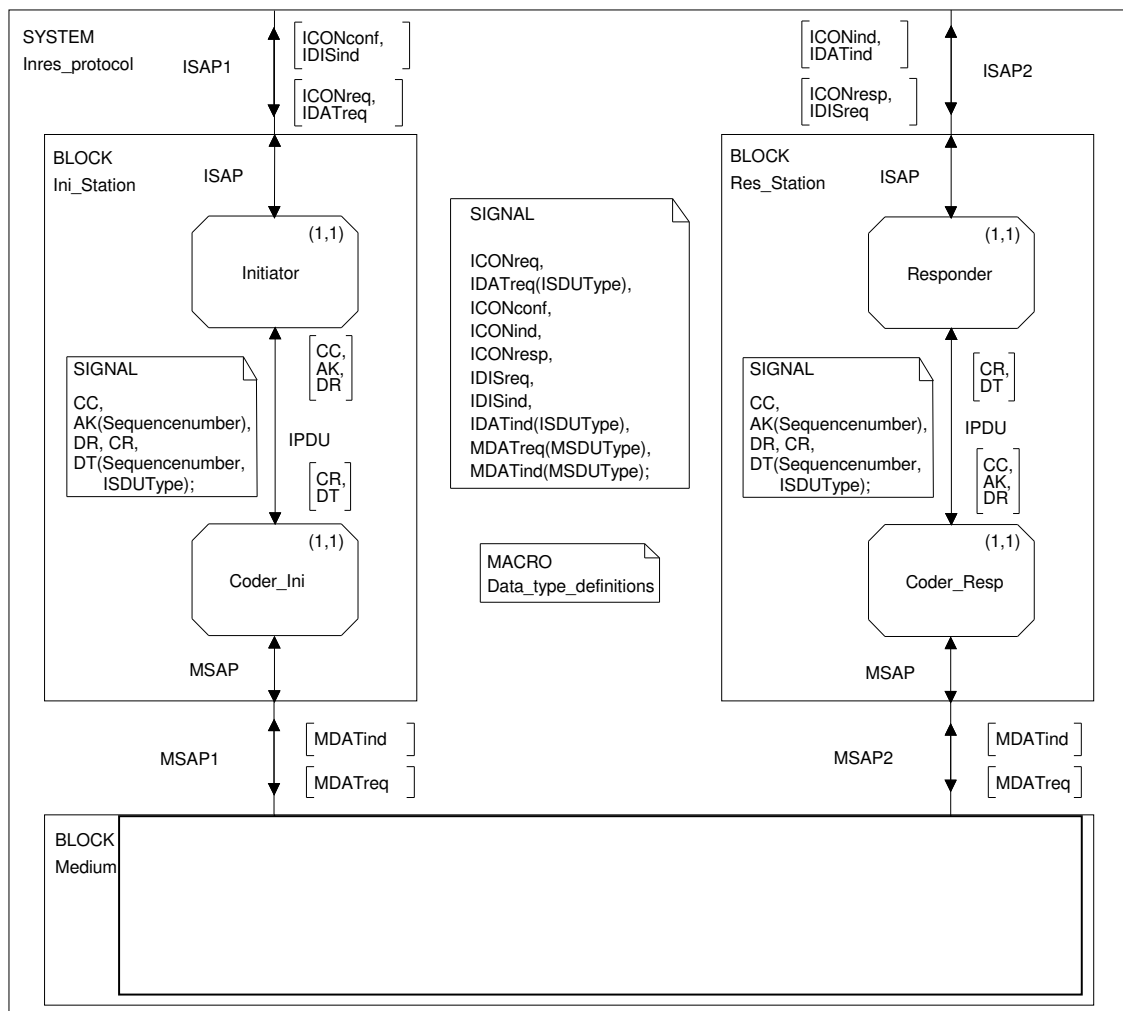 SYSTEM
Inres_protocol
ISAP1
ICONconf,
IDISind
ICONreq,
IDATreq
ICONind,
IDATind
ICONresp,
IDISreq
ISAP2
BLOCK
Ini_Station
ISAP
(1,1)
Initiator
SIGNAL
CC,
AK(Sequencenumber),
DR, CR,
DT(Sequencenumber,
ISDUType);
CC,
AK,
DR
IPDU
CR,
DT
(1,1)
Coder_Ini
MSAP
SIGNAL
ICONreq,
IDATreq(ISDUType),
ICONconf,
ICONind,
ICONresp,
IDISreq,
IDISind,
IDATind(ISDUType),
MDATreq(MSDUType),
MDATind(MSDUType);
MACRO
Data_type_definitions
BLOCK
Res_Station
ISAP
(1,1)
Responder
SIGNAL
CC,
AK(Sequencenumber),
DR, CR,
DT(Sequencenumber,
ISDUType);
CR,
DT
IPDU
CC,
AK,
DR
(1,1)
Coder_Resp
MSAP
MSAP1
MDATind
MDATreq
MSAP2
MDATind
MDATreq
BLOCK
Medium